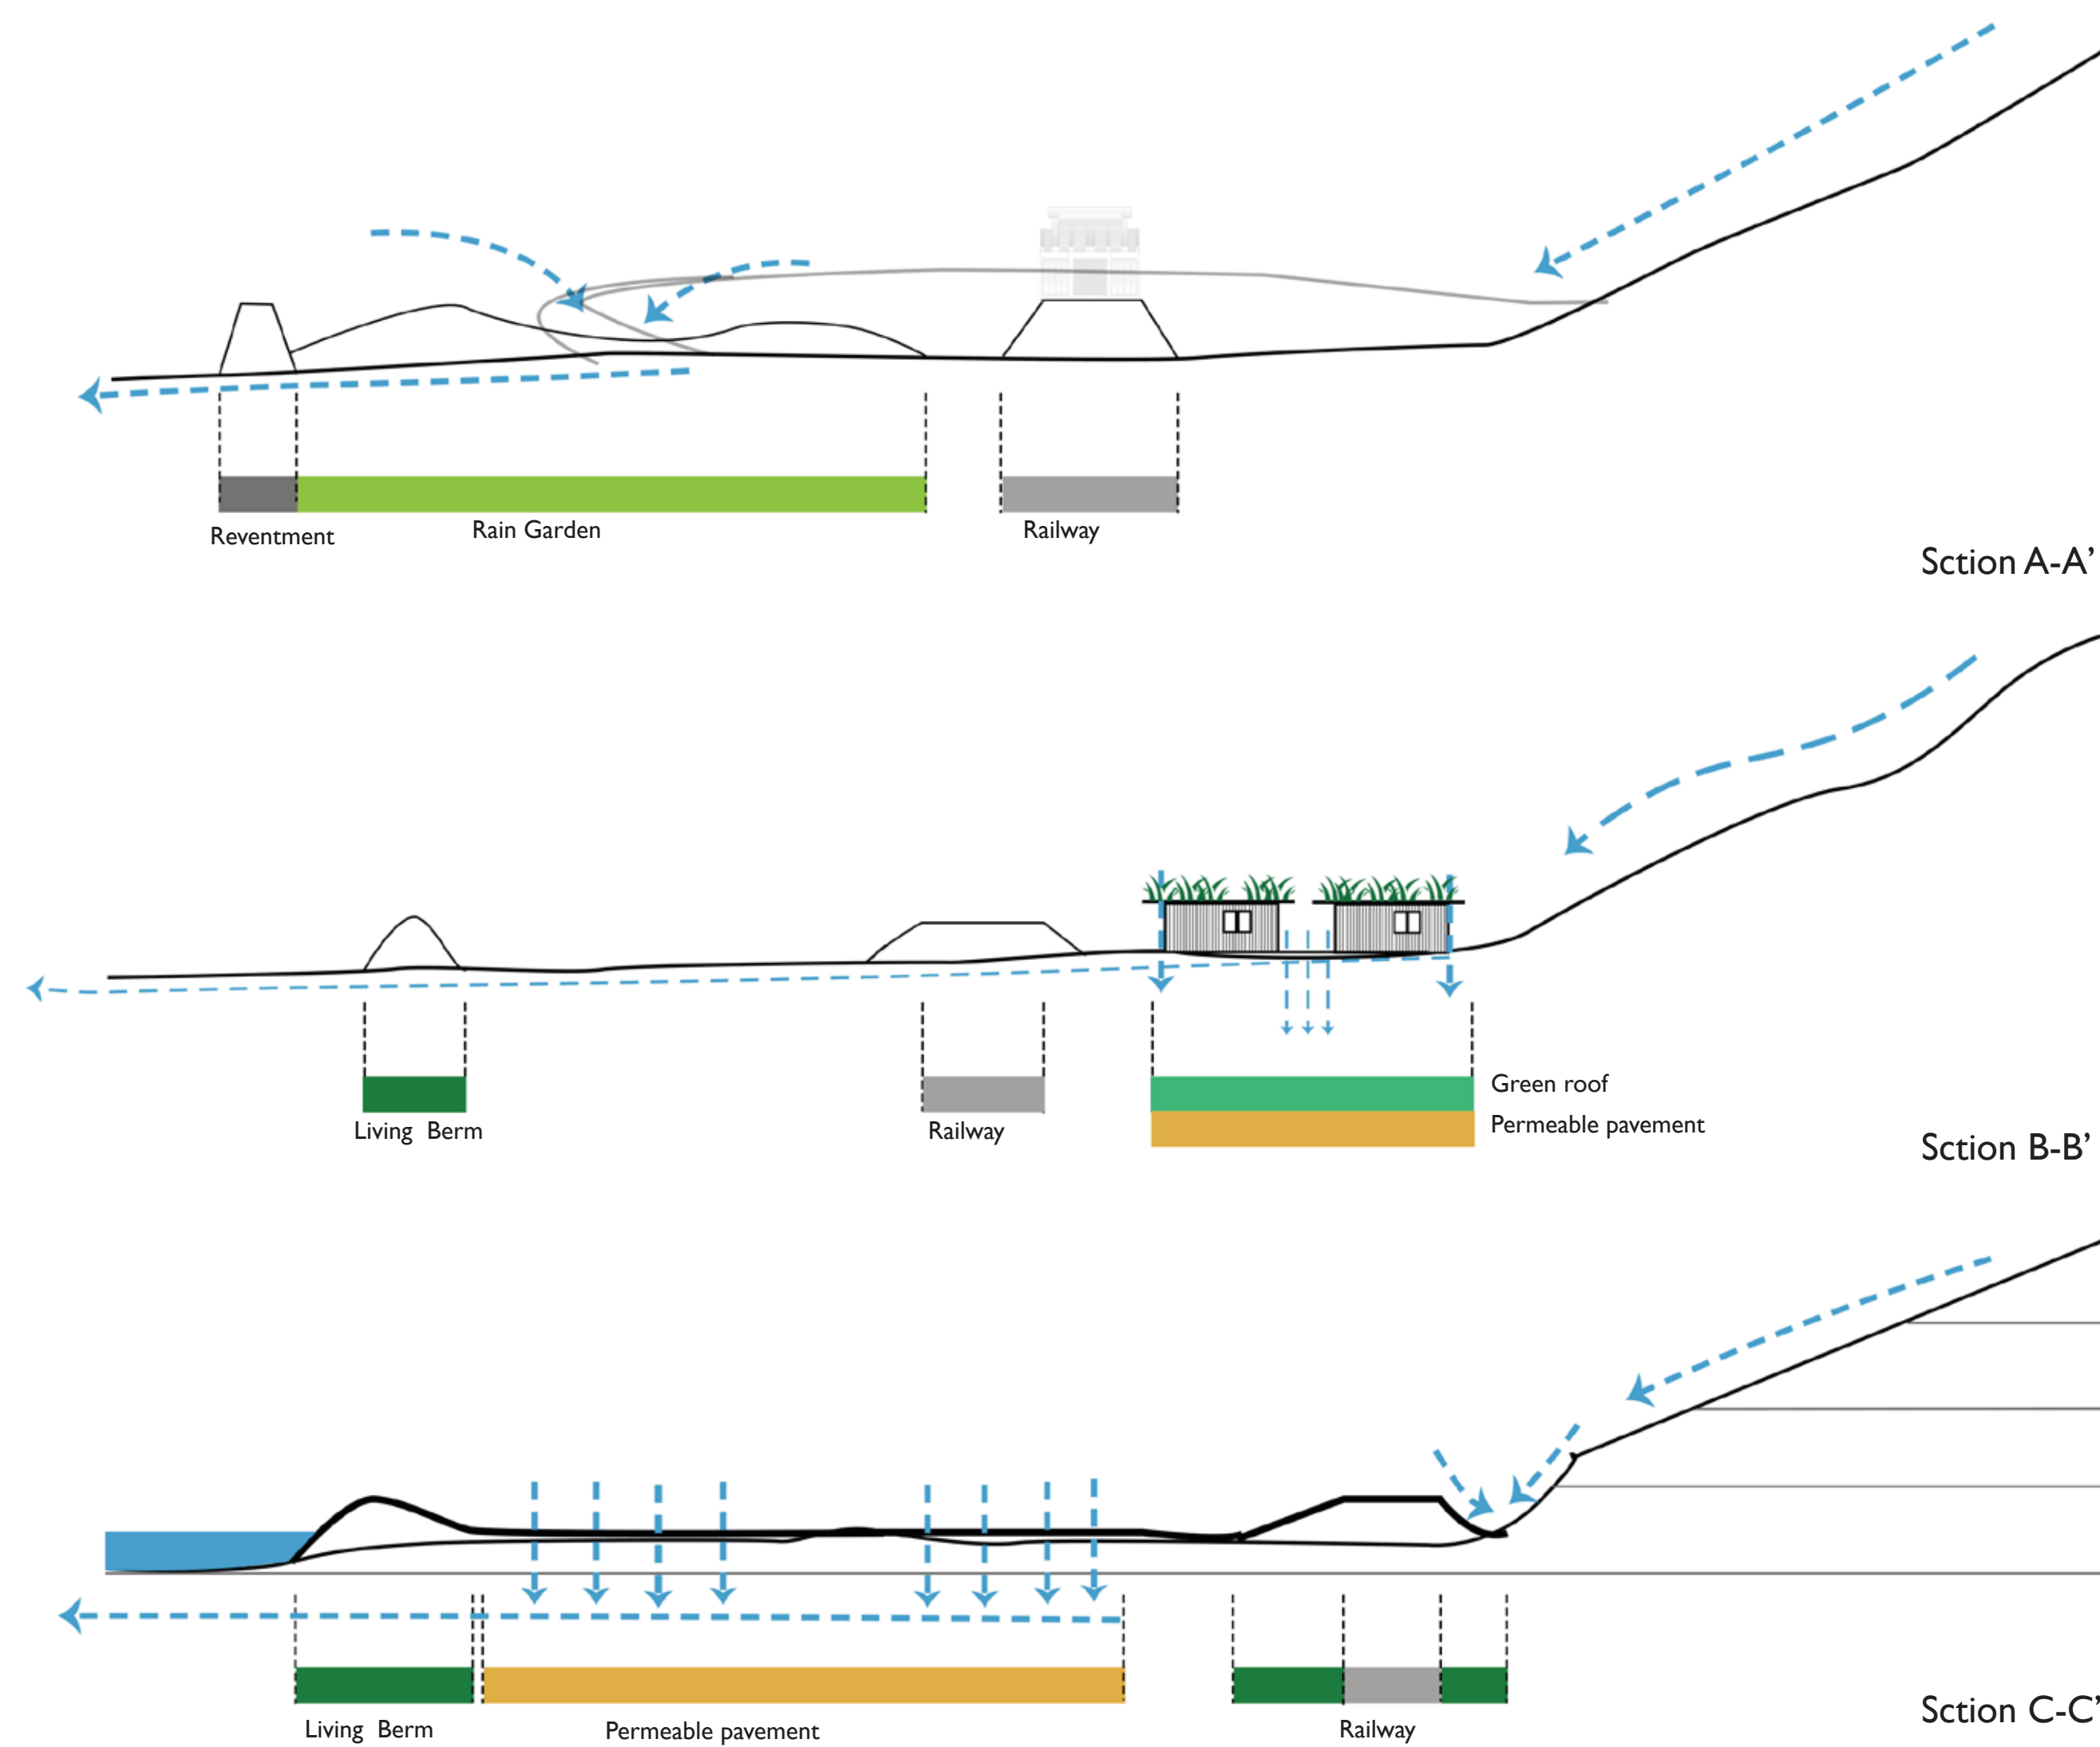 Reventment
Rain Garden
Railway
Sction A-A’
Living Berm
Railway
Green roof
Permeable pavement
Sction B-B’
Living Berm
Permeable pavement
Railway
Sction C-C’